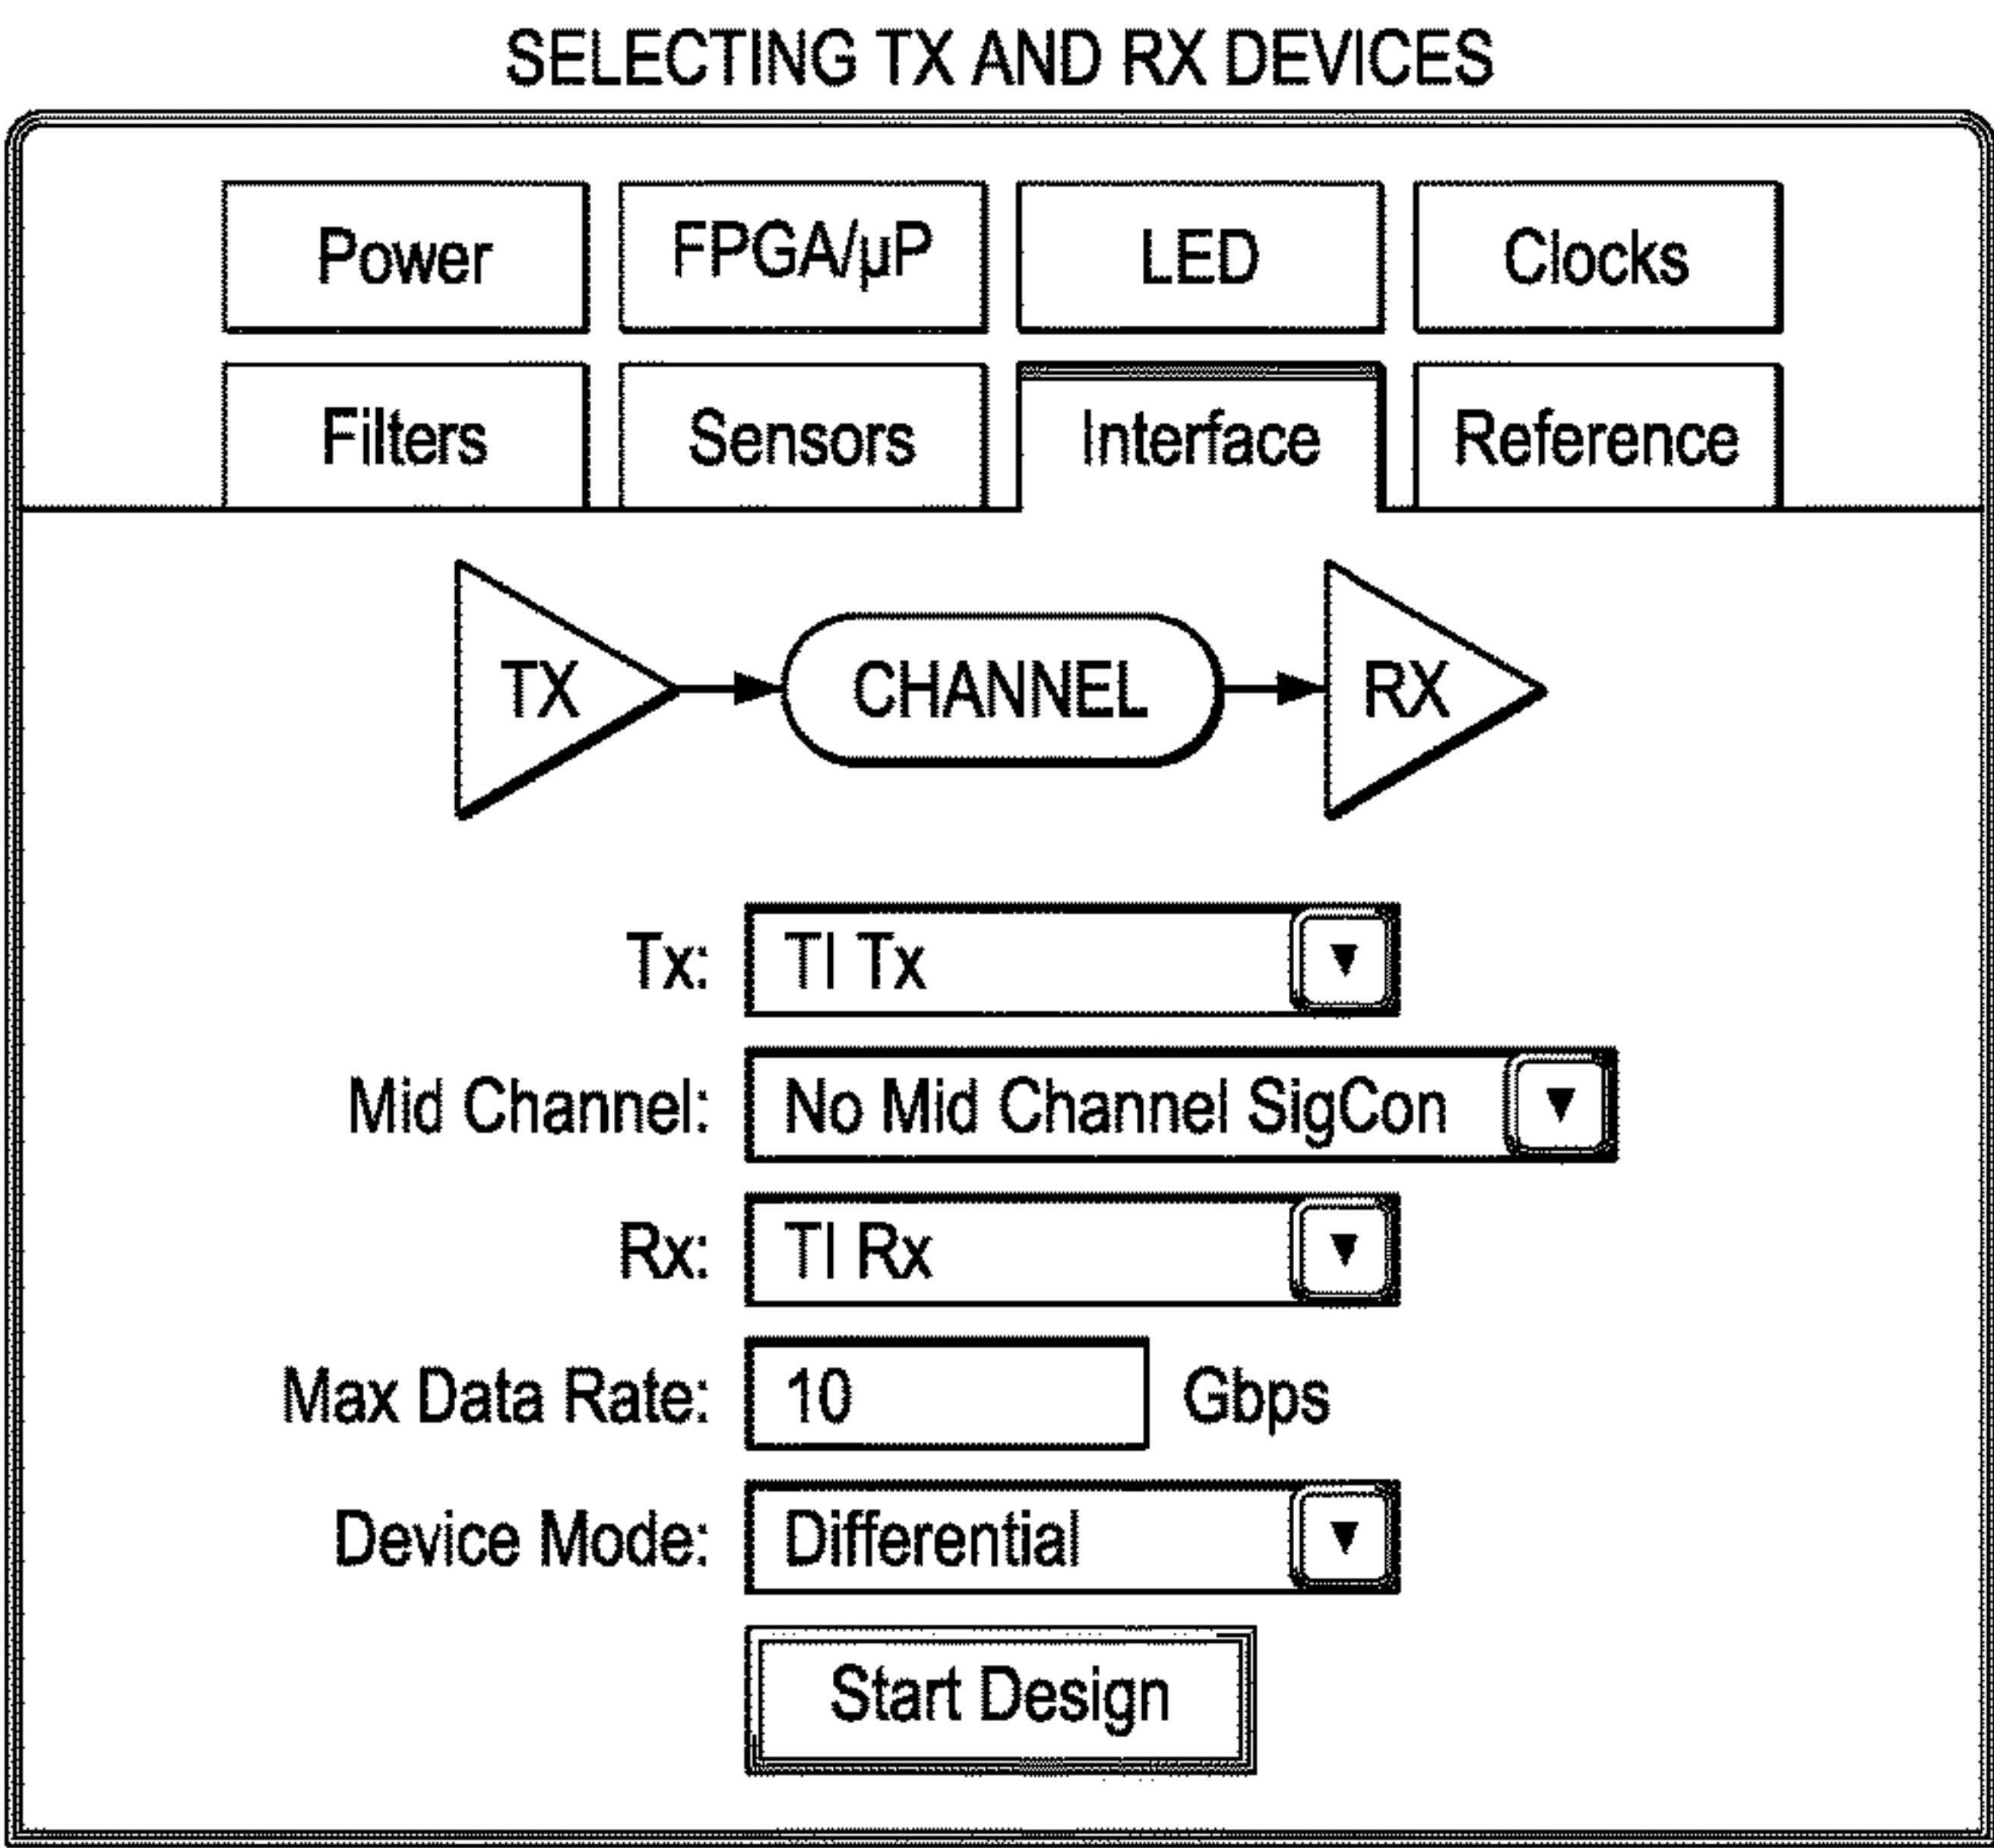 SELECTING TX AND RX DEVICES
Power FPGA/µP LED Clocks
Filters Sensors Interface Reference
TX CHANNEL RX
Tx: TI Tx
Mid Channel: No Mid Channel SigCon
Rx: TI Rx
Max Data Rate: 10 Gbps
Device Mode: Differential
Start Design